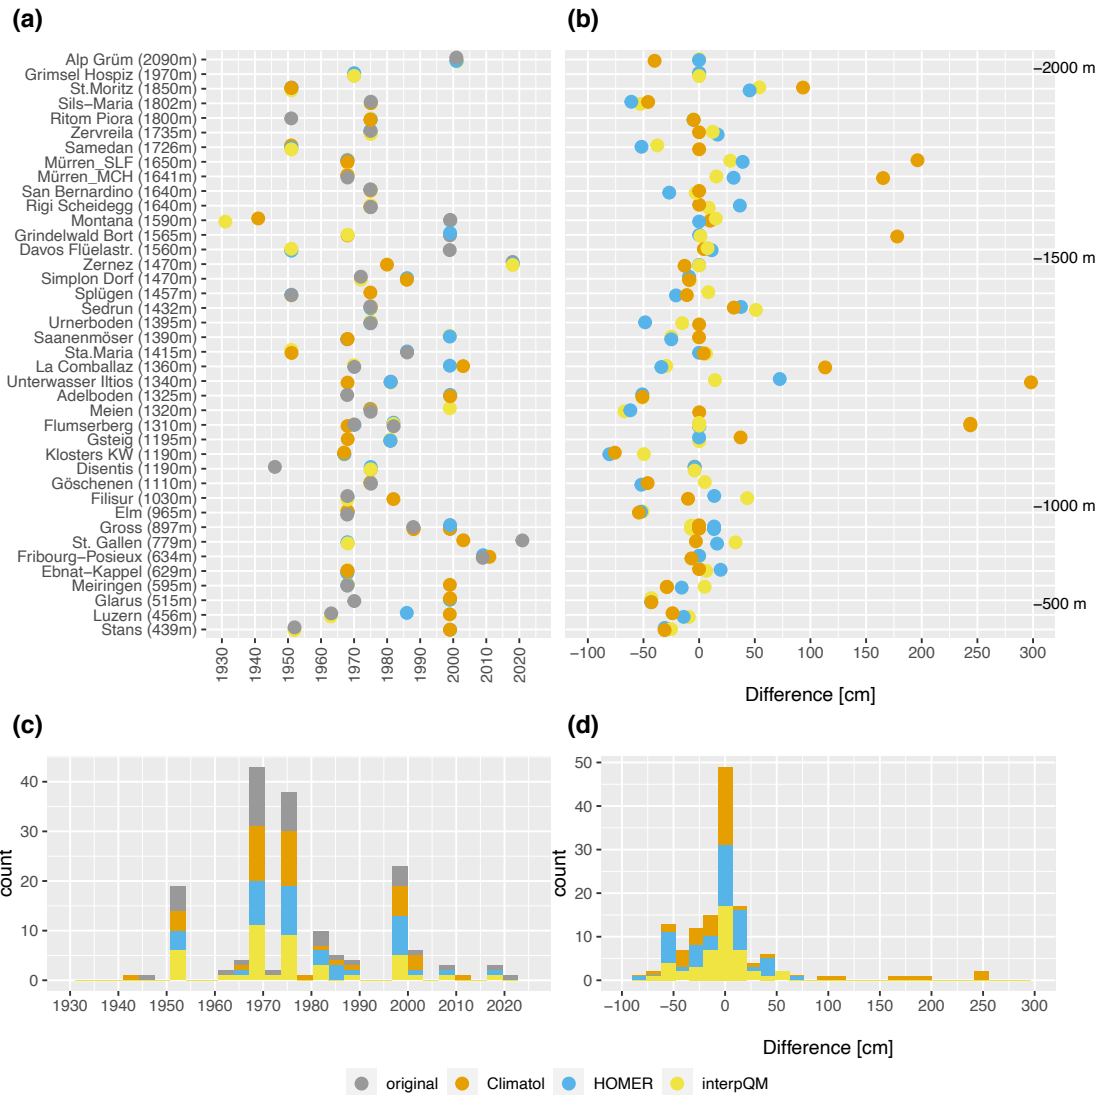 (a)
(b)
Alp Grüm (2090m)
Grimsel Hospiz (1970m)
St.Moritz (1850m)
Sils−Maria (1802m)
Ritom Piora (1800m)
Zervreila (1735m)
Samedan (1726m)
Mürren_SLF (1650m)
Mürren_MCH (1641m)
San Bernardino (1640m)
Rigi Scheidegg (1640m)
Montana (1590m)
Grindelwald Bort (1565m)
Davos Flüelastr. (1560m)
Zernez (1470m)
Simplon Dorf (1470m)
Splügen (1457m)
Sedrun (1432m)
Urnerboden (1395m)
Saanenmöser (1390m)
Sta.Maria (1415m)
La Comballaz (1360m)
Unterwasser Iltios (1340m)
Adelboden (1325m)
Meien (1320m)
Flumserberg (1310m)
Gsteig (1195m)
Klosters KW (1190m)
Disentis (1190m)
Göschenen (1110m)
Filisur (1030m)
Elm (965m)
Gross (897m)
St. Gallen (779m)
Fribourg−Posieux (634m)
Ebnat−Kappel (629m)
Meiringen (595m)
Glarus (515m)
Luzern (456m)
Stans (439m)
1930 1940 1950 1960 1970 1980 1990 2000 2010 2020
−2000 m
−1500 m
−1000 m
−500 m
−100 −50 0 50 100 150 200 250 300
Difference [cm]
(c)
count
40
30
20
10
0
1930 1940 1950 1960 1970 1980 1990 2000 2010 2020
(d)
count
50
40
30
20
10
0
−100 −50 0 50 100 150 200 250 300
Difference [cm]
original Climatol HOMER interpQM